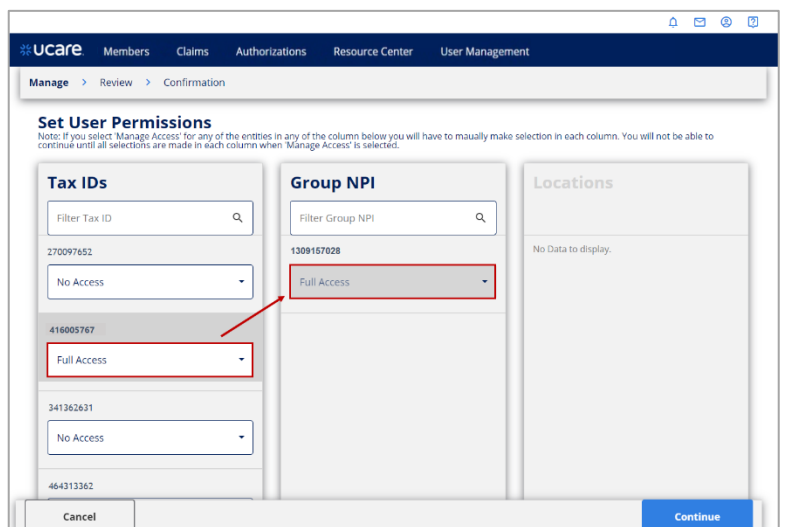 ucare
Members
Claims
Authorizations
Resource Center
User Management
Manage > Review > Confirmation
Set User Permissions
Note: If you select 'Manage Access' for any of the entities in any of the column below you will have to maually make selection in each column. You will not be able to
continue until all selections are made in each column when 'Manage Access' is selected.
Tax IDs
Filter Tax ID
270097652
No Access
416005767
Full Access
341362631
No Access
464313362
Group NPI
Filter Group NPI
1309157028
Full Access
Locations
No Data to display.
Cancel
Continue